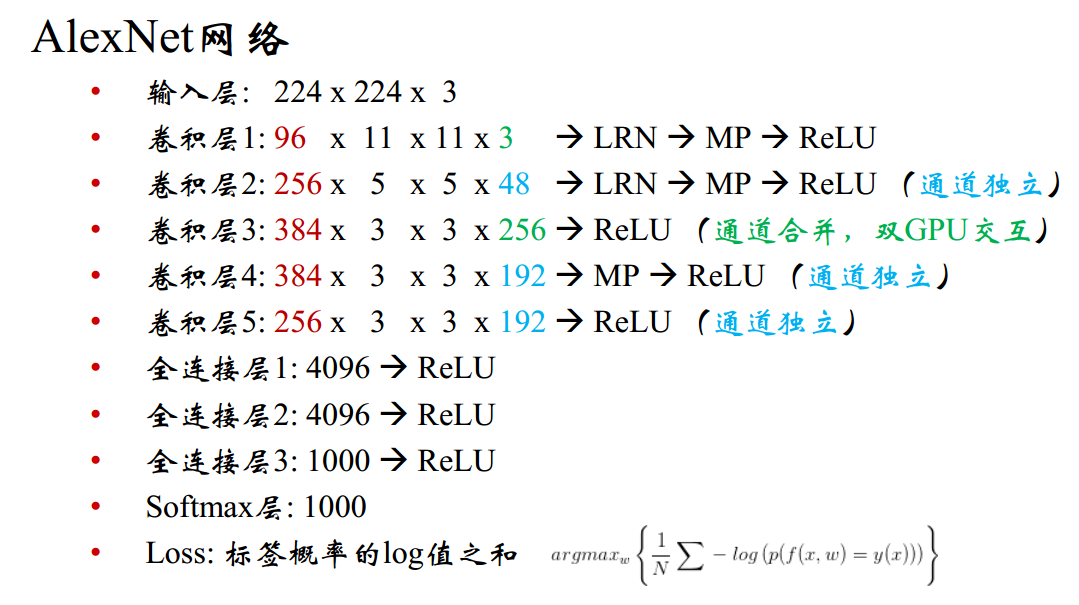 AlexNet网络
• 输入层: 224 x 224 x 3
• 卷积层1: 96 x 11 x 11 x 3 → LRN → MP → ReLU
• 卷积层2: 256 x 5 x 5 x 48 → LRN → MP → ReLU（通道独立）
• 卷积层3: 384 x 3 x 3 x 256 → ReLU（通道合并，双GPU交互）
• 卷积层4: 384 x 3 x 3 x 192 → MP → ReLU（通道独立）
• 卷积层5: 256 x 3 x 3 x 192 → ReLU（通道独立）
• 全连接层1: 4096 → ReLU
• 全连接层2: 4096 → ReLU
• 全连接层3: 1000 → ReLU
• Softmax层: 1000
• Loss: 标签概率的log值之和 argmax_w { 1/N ∑ − log (p(f(x, w) = y(x))) }